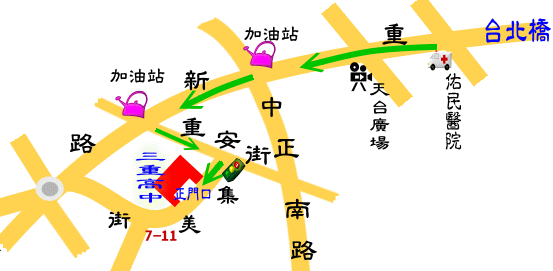 台北橋
重新路
加油站
加油站
天台廣場
佑民醫院
中正南路
重安街
三重高中
正門口
集美街
7-11